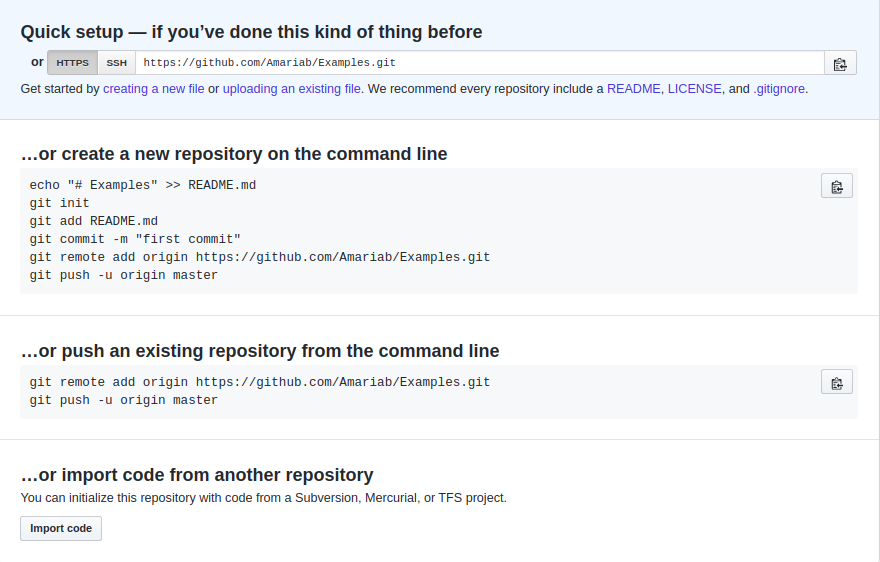 Quick setup — if you’ve done this kind of thing before
or HTTPS SSH https://github.com/Amariab/Examples.git
Get started by creating a new file or uploading an existing file. We recommend every repository include a README, LICENSE, and .gitignore.
…or create a new repository on the command line
echo "# Examples" >> README.md
git init
git add README.md
git commit -m "first commit"
git remote add origin https://github.com/Amariab/Examples.git
git push -u origin master
…or push an existing repository from the command line
git remote add origin https://github.com/Amariab/Examples.git
git push -u origin master
…or import code from another repository
You can initialize this repository with code from a Subversion, Mercurial, or TFS project.
Import code